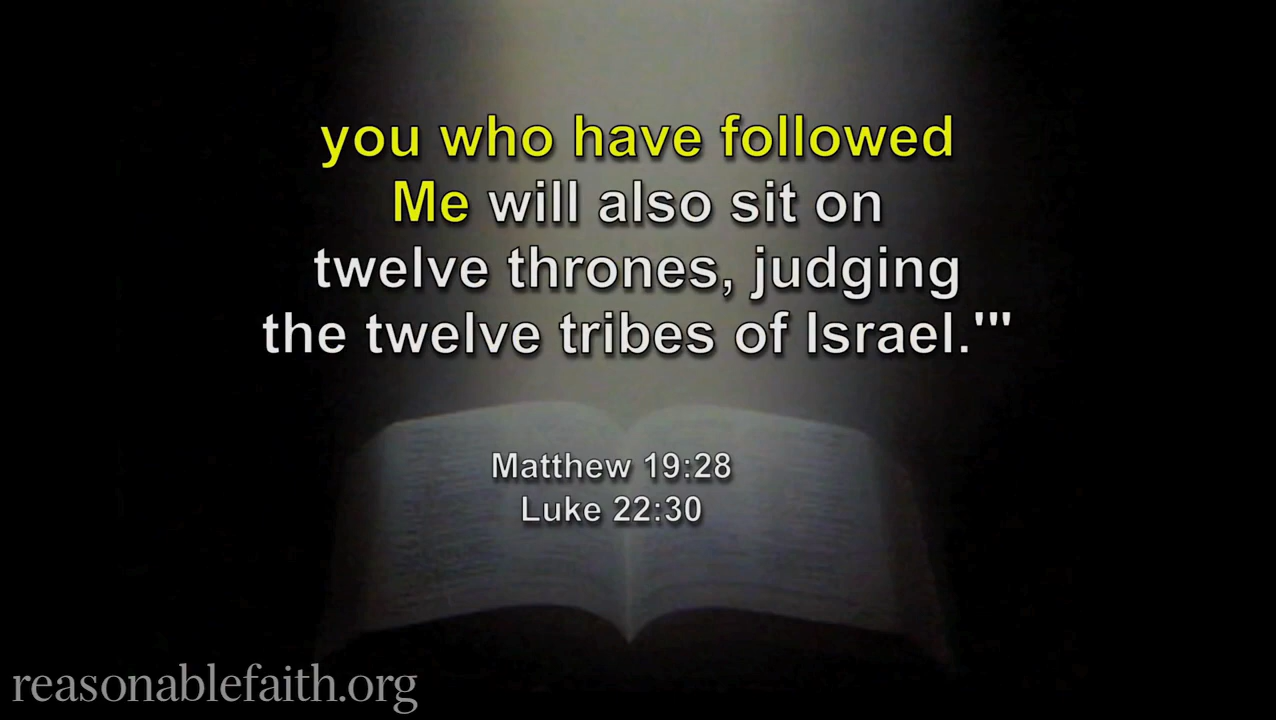 you who have followed
Me will also sit on
twelve thrones, judging
the twelve tribes of Israel.'"
Matthew 19:28
Luke 22:30
reasonablefaith.org